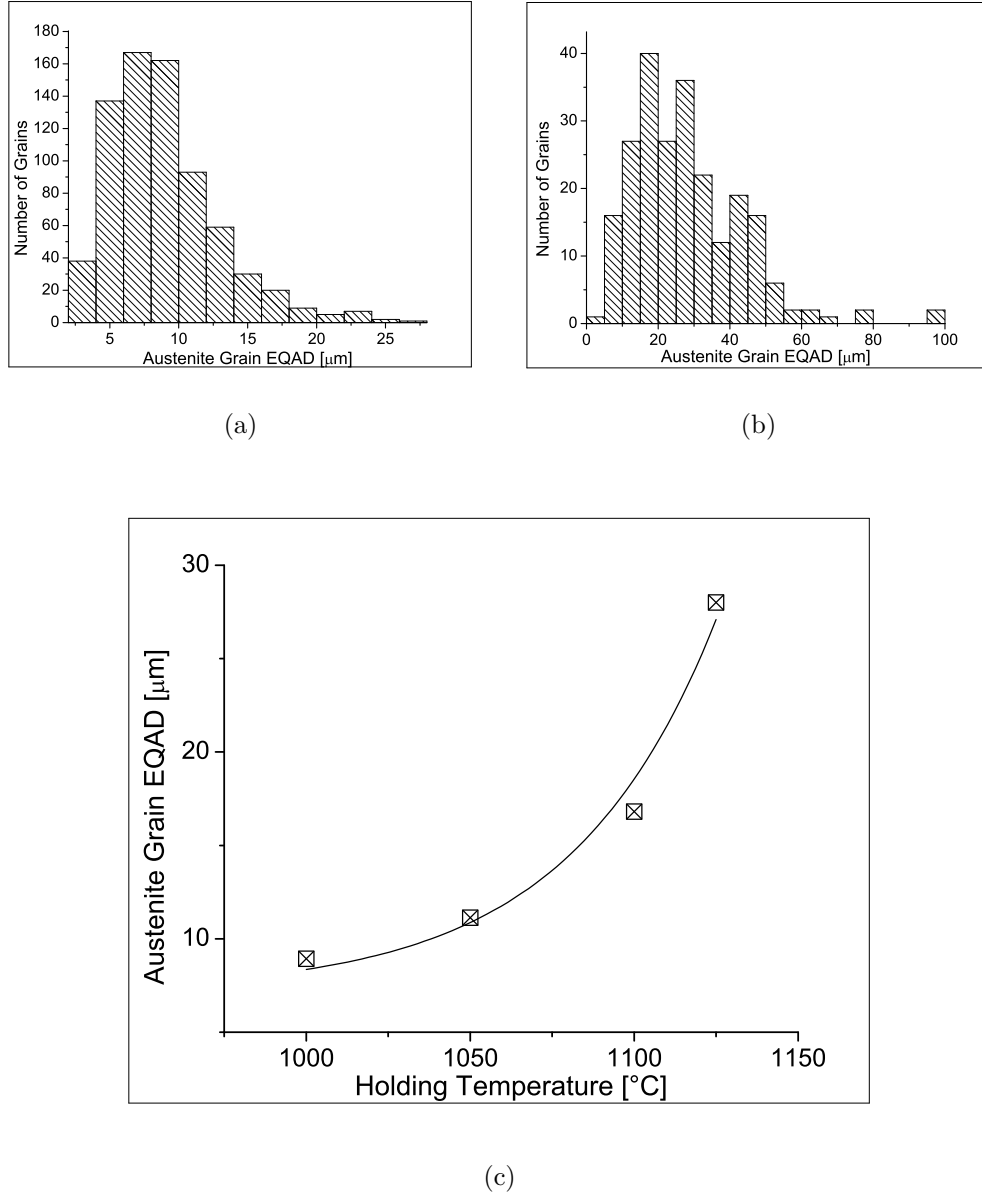 180
160
140
120
100
80
60
40
20
0
Number of Grains
5 10 15 20 25
Austenite Grain EQAD [μm]
(a)
40
30
20
10
0
Number of Grains
0 20 40 60 80 100
Austenite Grain EQAD [μm]
(b)
30
20
10
Austenite Grain EQAD [μm]
1000 1050 1100 1150
Holding Temperature [°C]
(c)